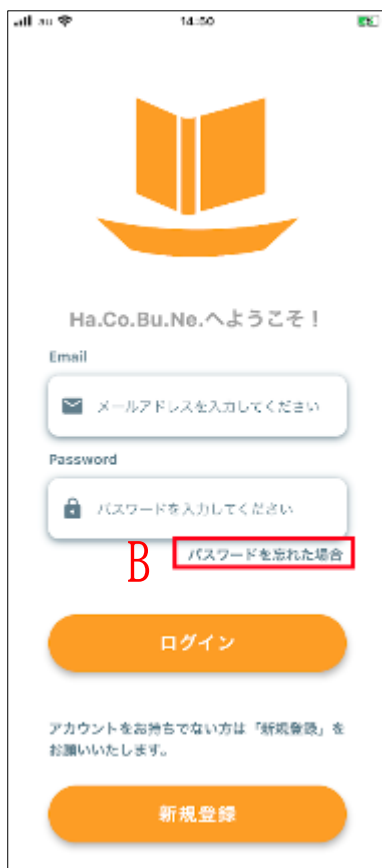 au 14:50
Ha.Co.Bu.Ne.へようこそ！
Email
メールアドレスを入力してください
Password
パスワードを入力してください
B
パスワードを忘れた場合
ログイン
アカウントをお持ちでない方は「新規登録」を
お願いいたします。
新規登録